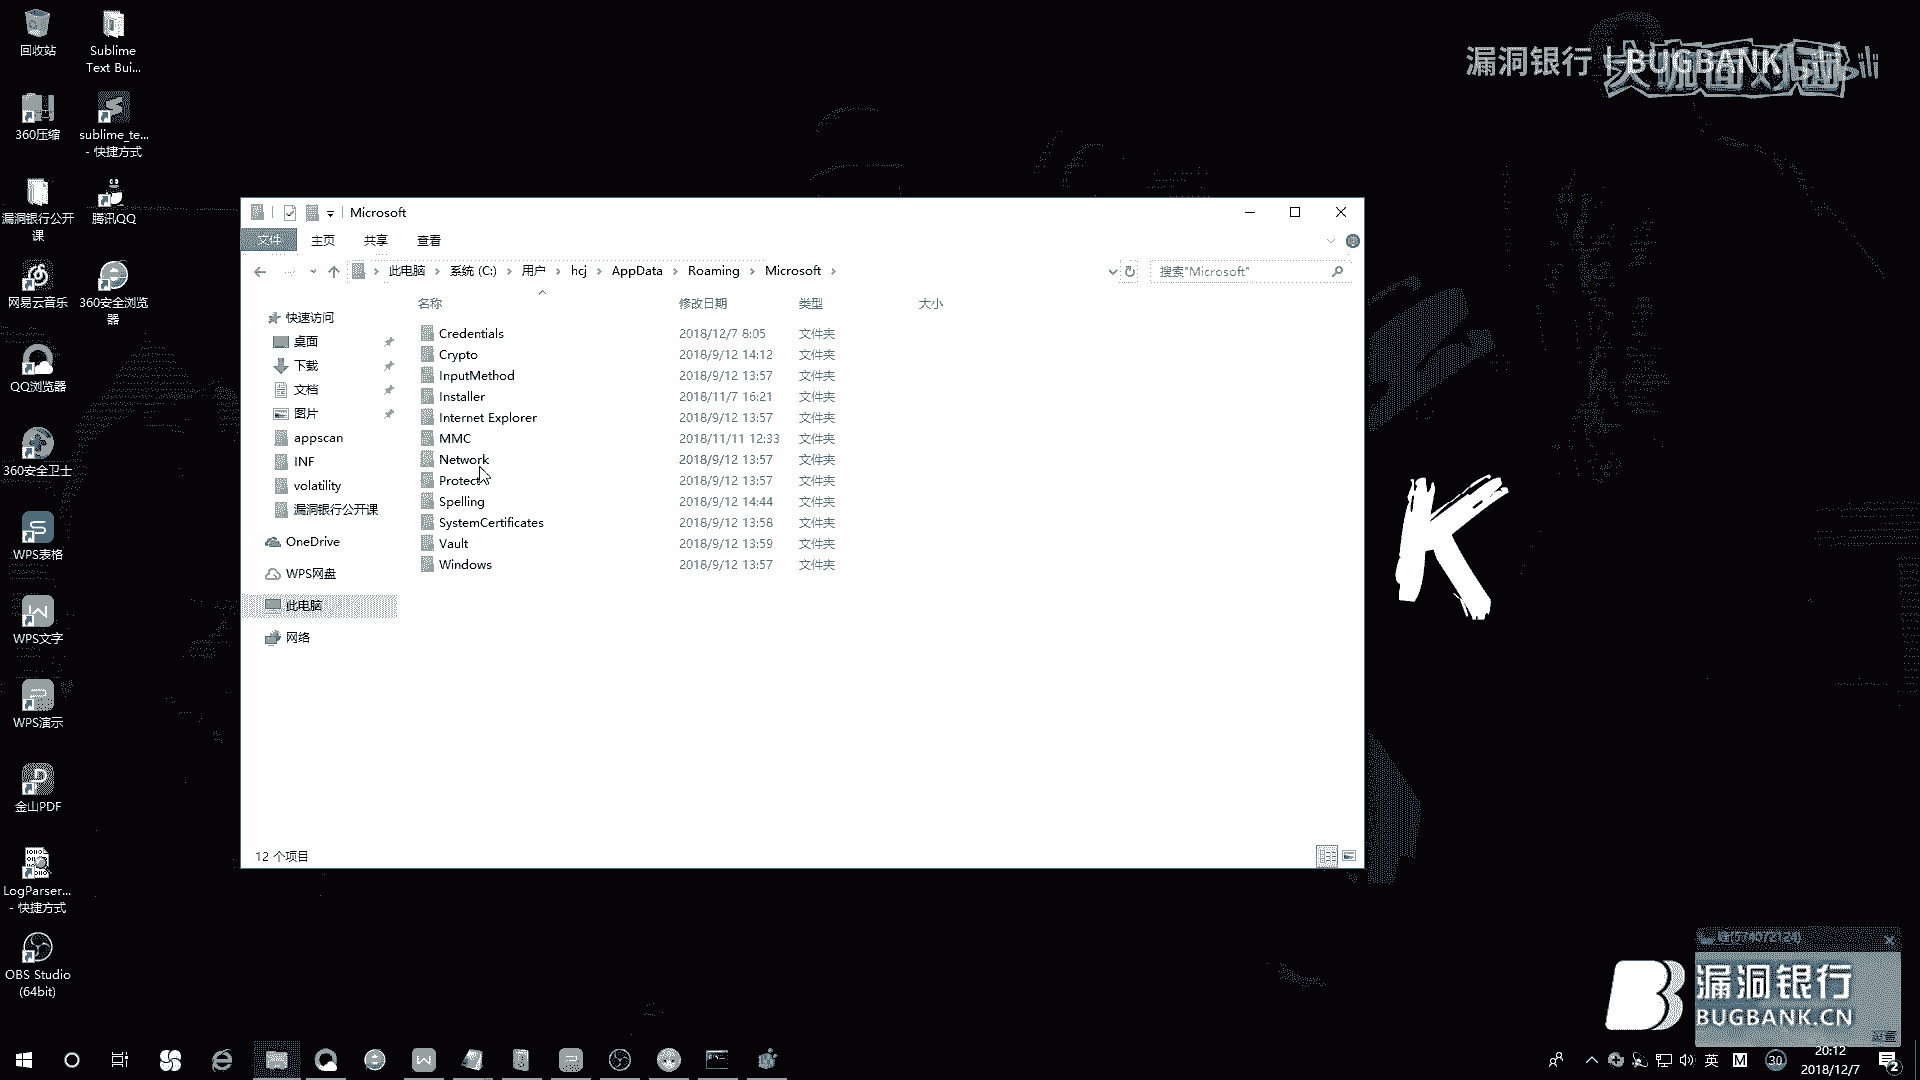 回收站
Sublime
Text Bui...
360压缩
sublime_te...
- 快捷方式
漏洞银行公开
课
腾讯QQ
网易云音乐
360安全浏览
器
QQ浏览器
360安全卫士
WPS表格
WPS文字
WPS演示
金山PDF
LogParser...
- 快捷方式
OBS Studio
(64bit)
漏洞银行 | BUGBANK.cn
大咖面对面
bilibili
K
Microsoft
文件 主页 共享 查看
此电脑 系统 (C:) 用户 hcj AppData Roaming Microsoft
搜索"Microsoft"
名称 修改日期 类型 大小
快速访问
桌面
下载
文档
图片
appscan
INF
volatility
漏洞银行公开课
OneDrive
WPS网盘
此电脑
网络
Credentials 2018/12/7 8:05 文件夹
Crypto 2018/9/12 14:12 文件夹
InputMethod 2018/9/12 13:57 文件夹
Installer 2018/11/7 16:21 文件夹
Internet Explorer 2018/9/12 13:57 文件夹
MMC 2018/11/11 12:33 文件夹
Network 2018/9/12 13:57 文件夹
Protect 2018/9/12 13:57 文件夹
Spelling 2018/9/12 14:44 文件夹
SystemCertificates 2018/9/12 13:58 文件夹
Vault 2018/9/12 13:59 文件夹
Windows 2018/9/12 13:57 文件夹
12 个项目
漏洞银行
BUGBANK.CN
英 M 30
20:12
2018/12/7
2